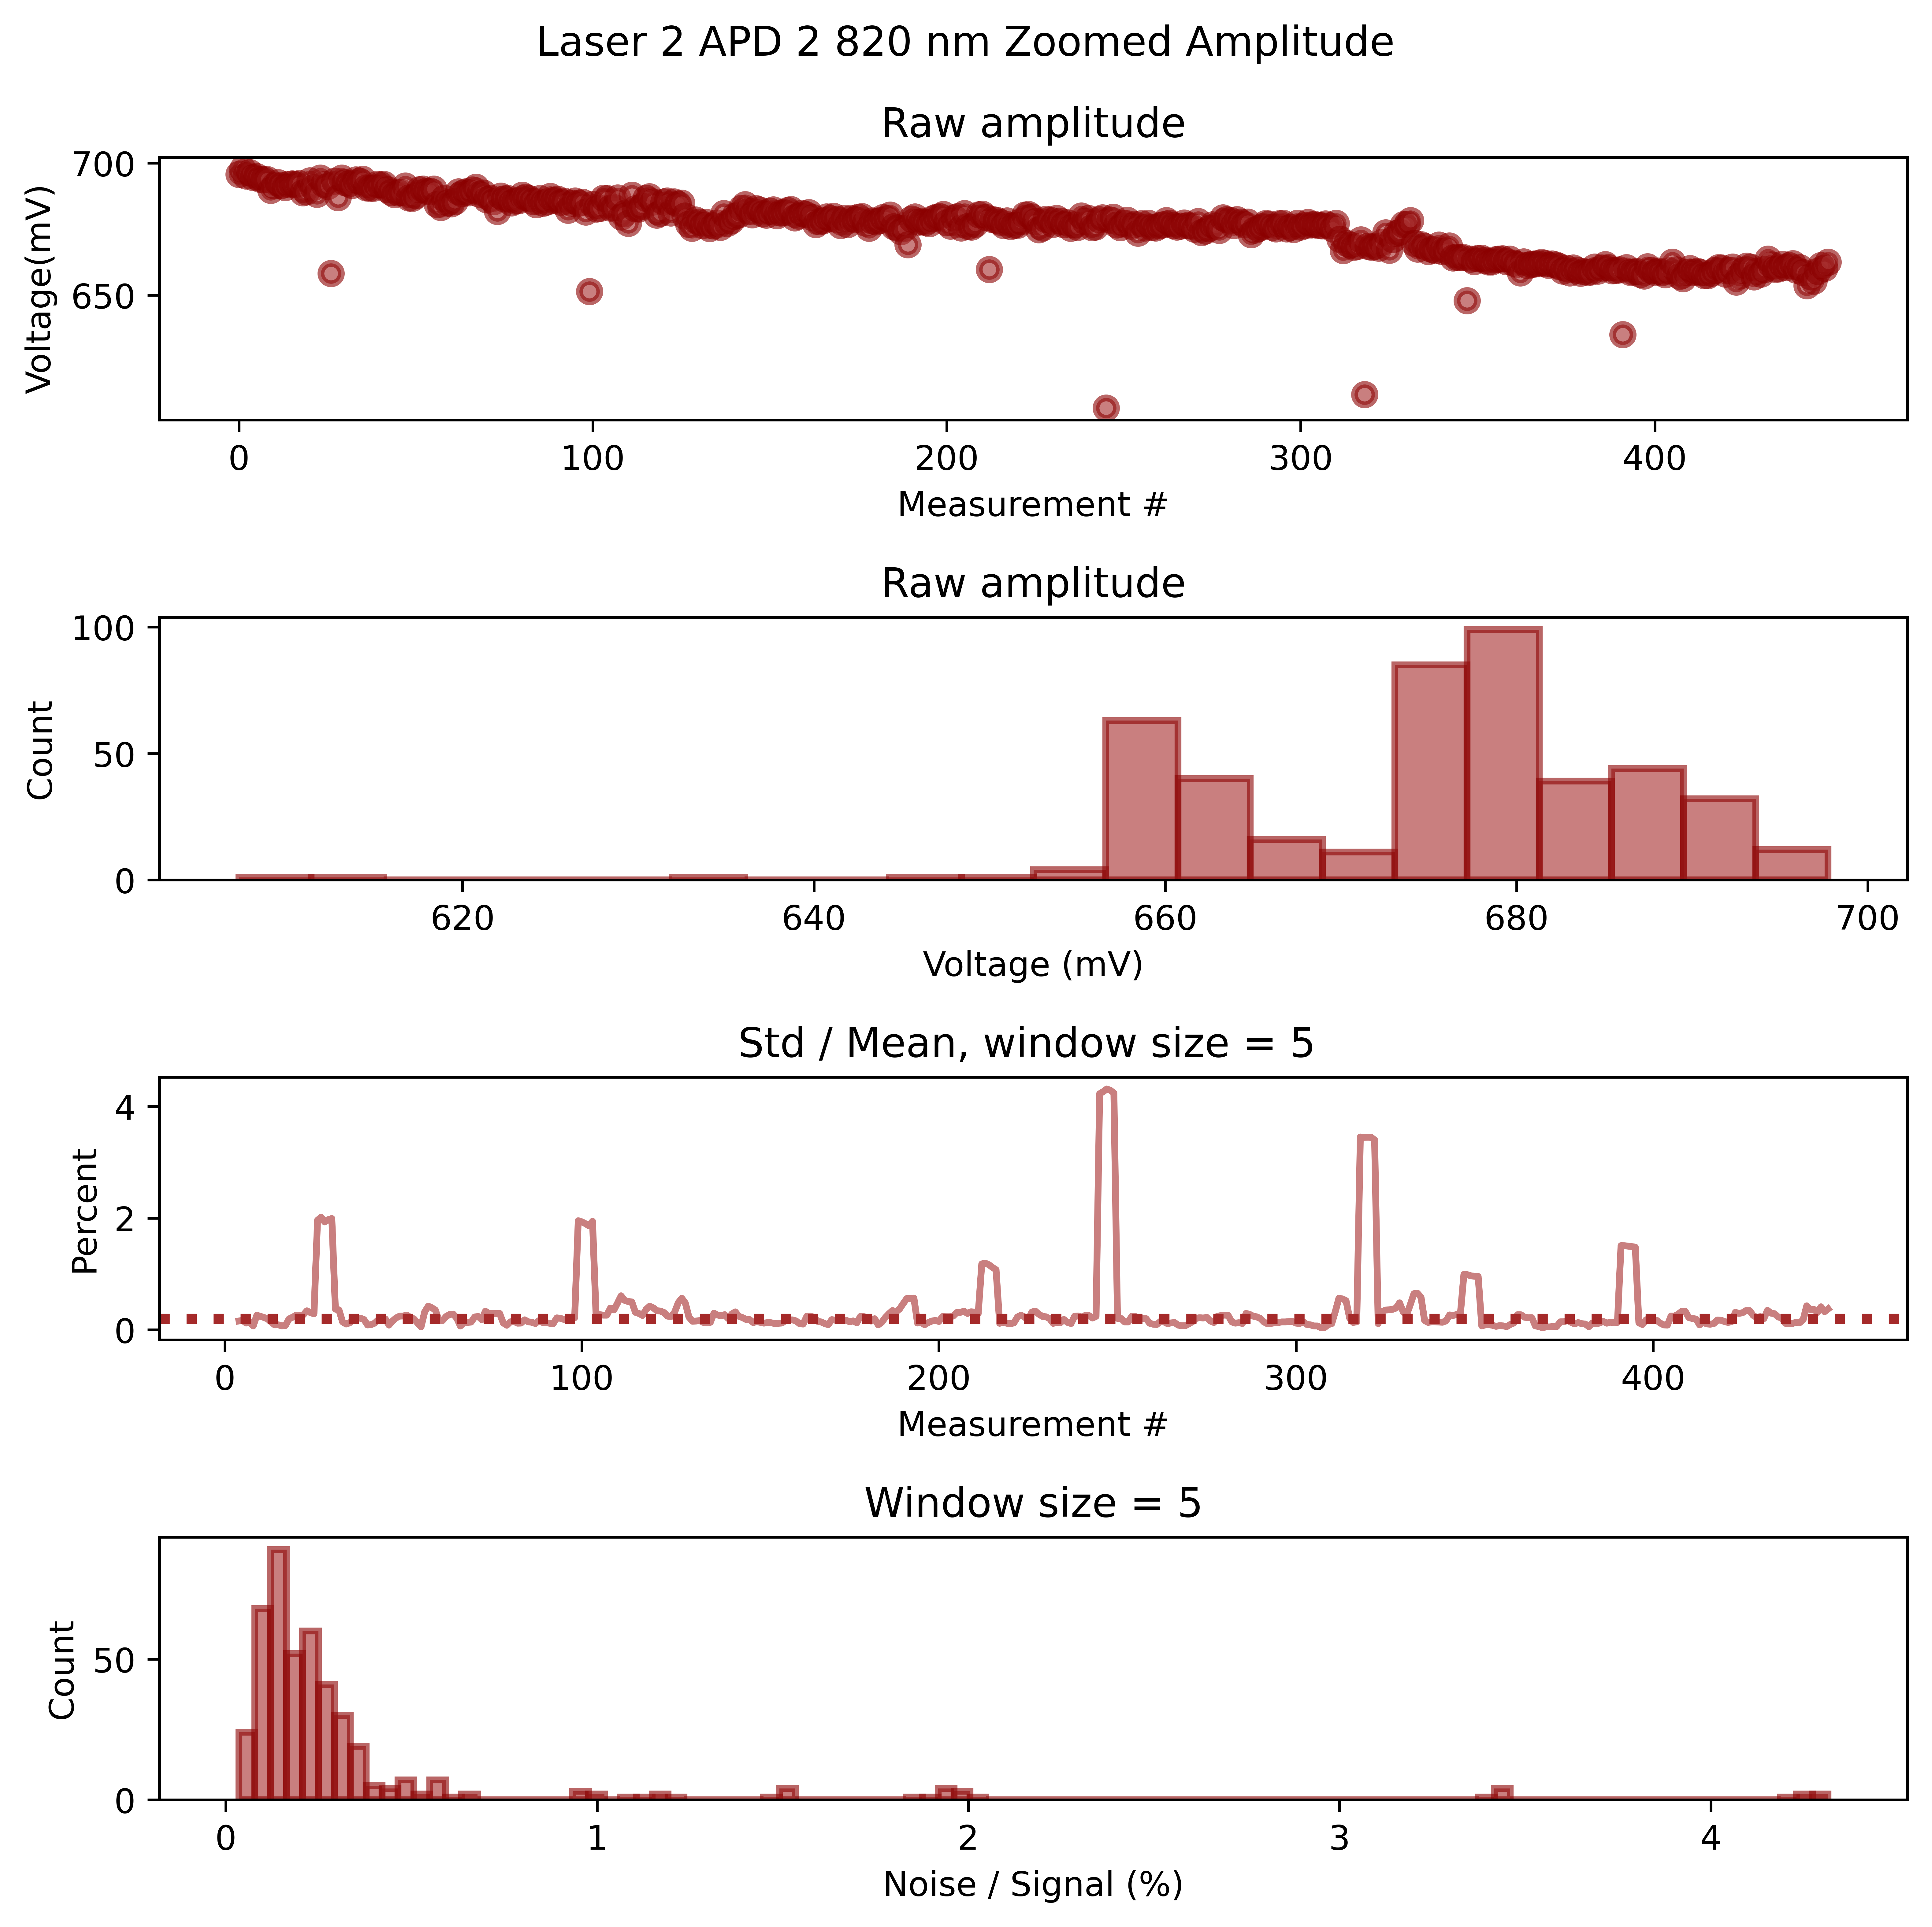 Laser 2 APD 2 820 nm Zoomed Amplitude
Raw amplitude
700
650
Voltage(mV)
0 100 200 300 400
Measurement #
Raw amplitude
100
50
0
Count
620 640 660 680 700
Voltage (mV)
Std / Mean, window size = 5
4
2
0
Percent
0 100 200 300 400
Measurement #
Window size = 5
50
0
Count
0 1 2 3 4
Noise / Signal (%)